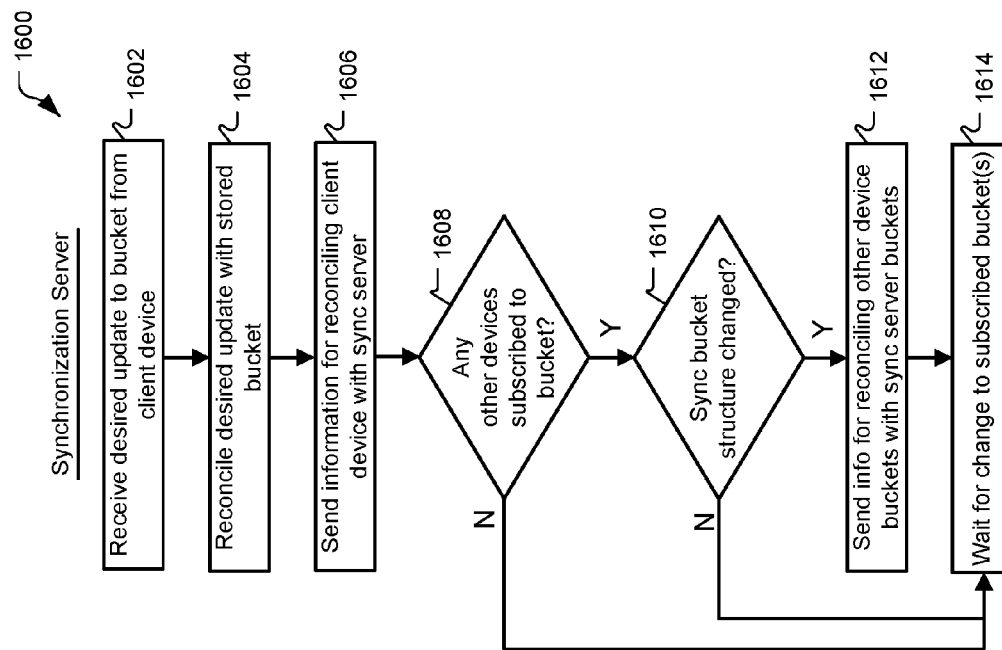 Synchronization Server
1600
Receive desired update to bucket from
client device
1602
Reconcile desired update with stored
bucket
1604
Send information for reconciling client
device with sync server
1606
Any
other devices
subscribed to
bucket?
1608
N
Y
Sync bucket
structure changed?
1610
N
Y
Send info for reconciling other device
buckets with sync server buckets
1612
Wait for change to subscribed bucket(s)
1614